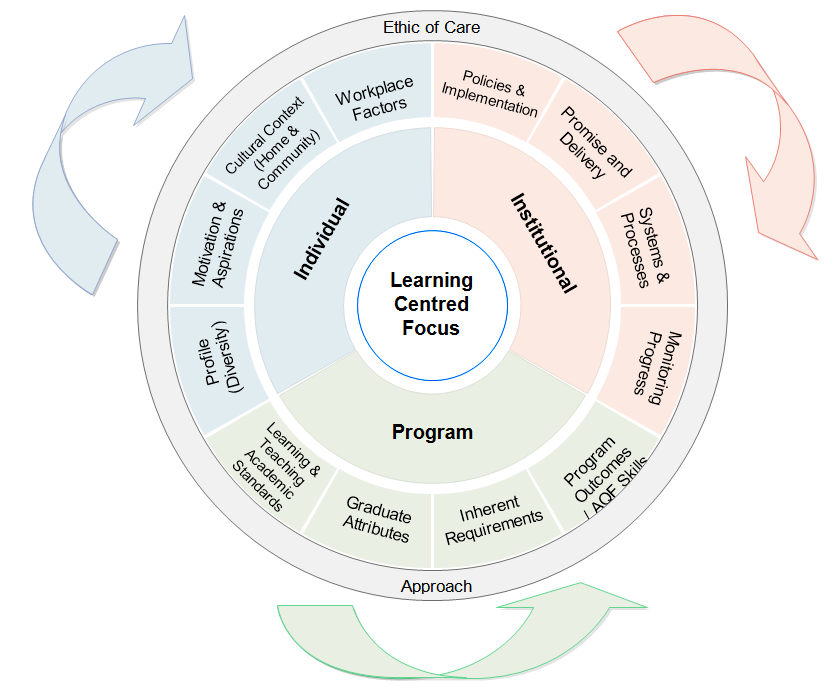 Ethic of Care
Workplace
Factors
Policies &
Implementation
Cultural Context
(Home &
Community)
Promise and
Delivery
Motivation &
Aspirations
Individual
Institutional
Systems &
Processes
Learning
Centred
Focus
Profile
(Diversity)
Monitoring
Progress
Program
Learning &
Teaching
Academic
Standards
Graduate
Attributes
Inherent
Requirements
Program
Outcomes
/ AQF Skills
Approach